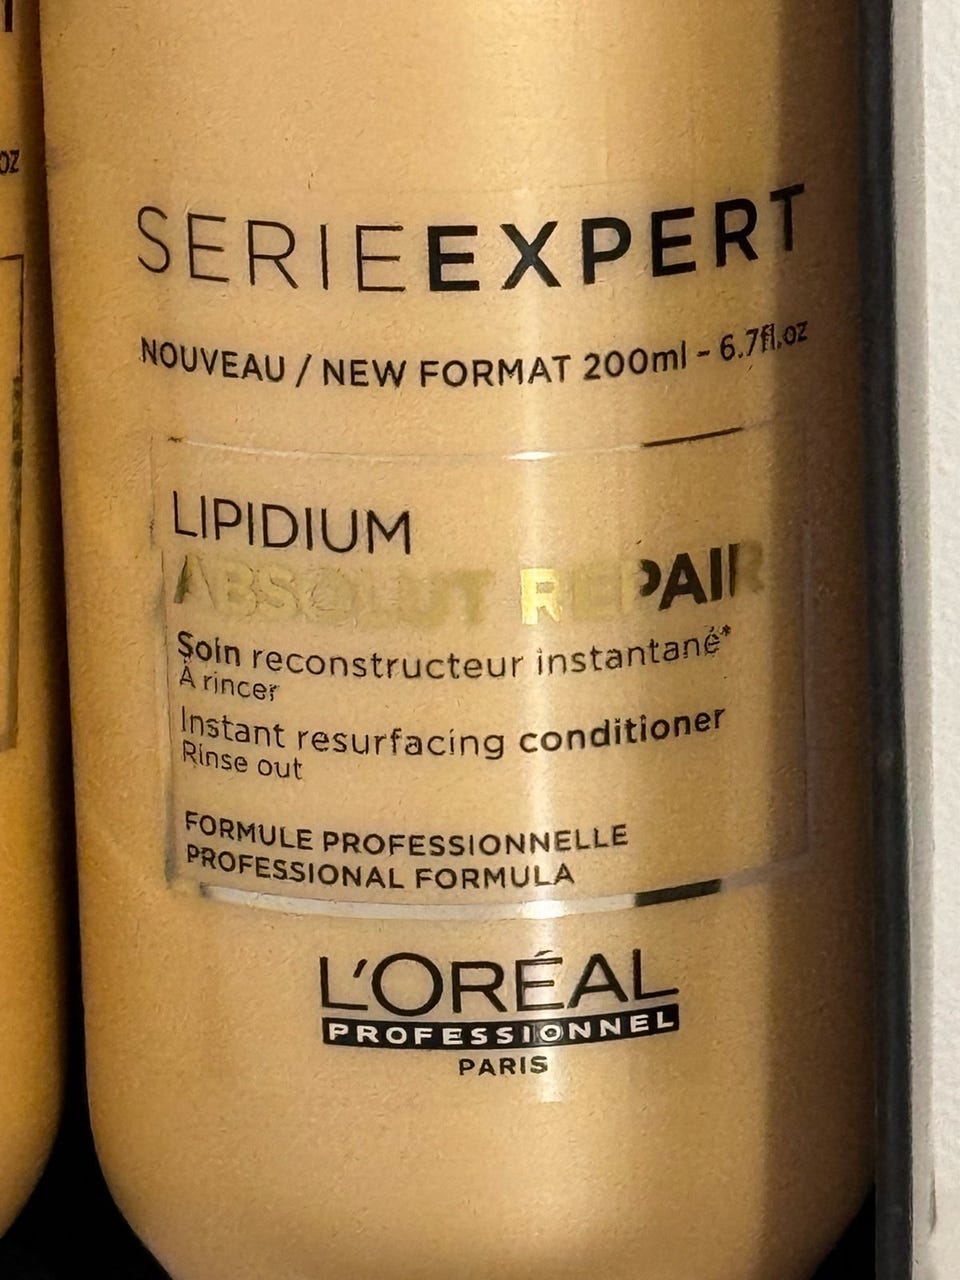 SERIEEXPERT
NOUVEAU / NEW FORMAT 200ml - 6.7fl.oz
LIPIDIUM
ABSOLUT REPAIR
Soin reconstructeur instantané*
À rincer
Instant resurfacing conditioner
Rinse out
FORMULE PROFESSIONNELLE
PROFESSIONAL FORMULA
L'ORÉAL
PROFESSIONNEL
PARIS
oz